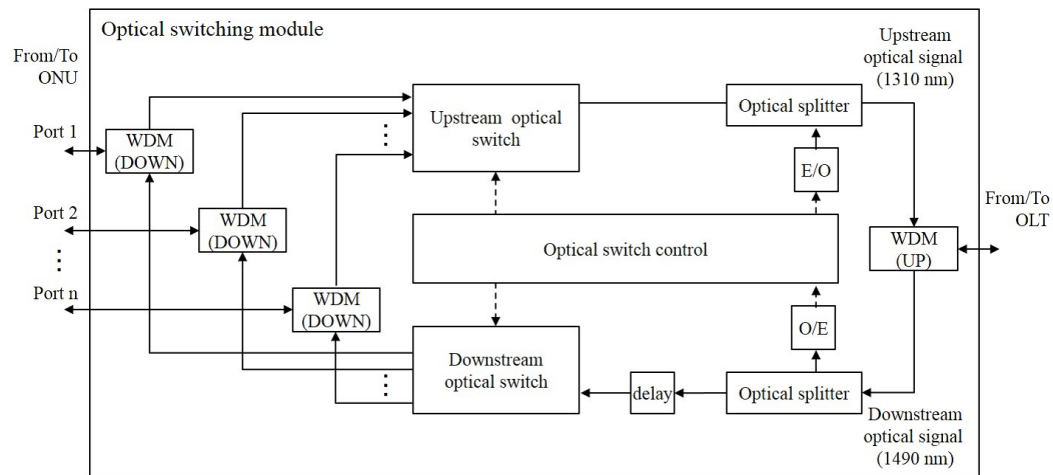 Optical switching module
From/To
ONU
Upstream
optical signal
(1310 nm)
Port 1
WDM
(DOWN)
Upstream optical
switch
Optical splitter
E/O
Port 2
WDM
(DOWN)
Optical switch control
From/To
OLT
WDM
(UP)
Port n
WDM
(DOWN)
O/E
Downstream
optical switch
delay
Optical splitter
Downstream
optical signal
(1490 nm)